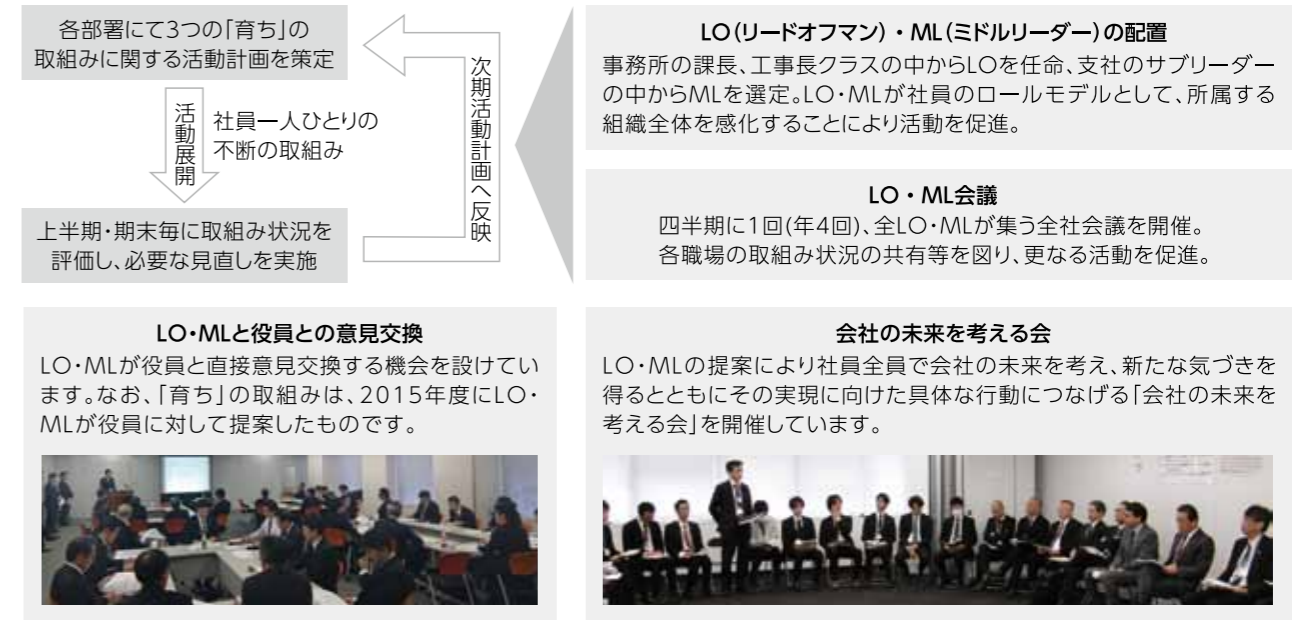 各部署にて3つの「育ち」の
取組みに関する活動計画を策定
活動展開
社員一人ひとりの
不断の取組み
上半期・期末毎に取組み状況を
評価し、必要な見直しを実施
次期活動計画へ反映
LO（リードオフマン）・ML（ミドルリーダー）の配置
事務所の課長、工事長クラスの中からLOを任命、支社のサブリーダー
の中からMLを選定。LO・MLが社員のロールモデルとして、所属する
組織全体を感化することにより活動を促進。
LO・ML会議
四半期に1回(年4回)、全LO・MLが集う全社会議を開催。
各職場の取組み状況の共有等を図り、更なる活動を促進。
LO・MLと役員との意見交換
LO・MLが役員と直接意見交換する機会を設けてい
ます。なお、「育ち」の取組みは、2015年度にLO・
MLが役員に対して提案したものです。
会社の未来を考える会
LO・MLの提案により社員全員で会社の未来を考え、新たな気づきを
得るとともにその実現に向けた具体な行動につなげる「会社の未来を
考える会」を開催しています。